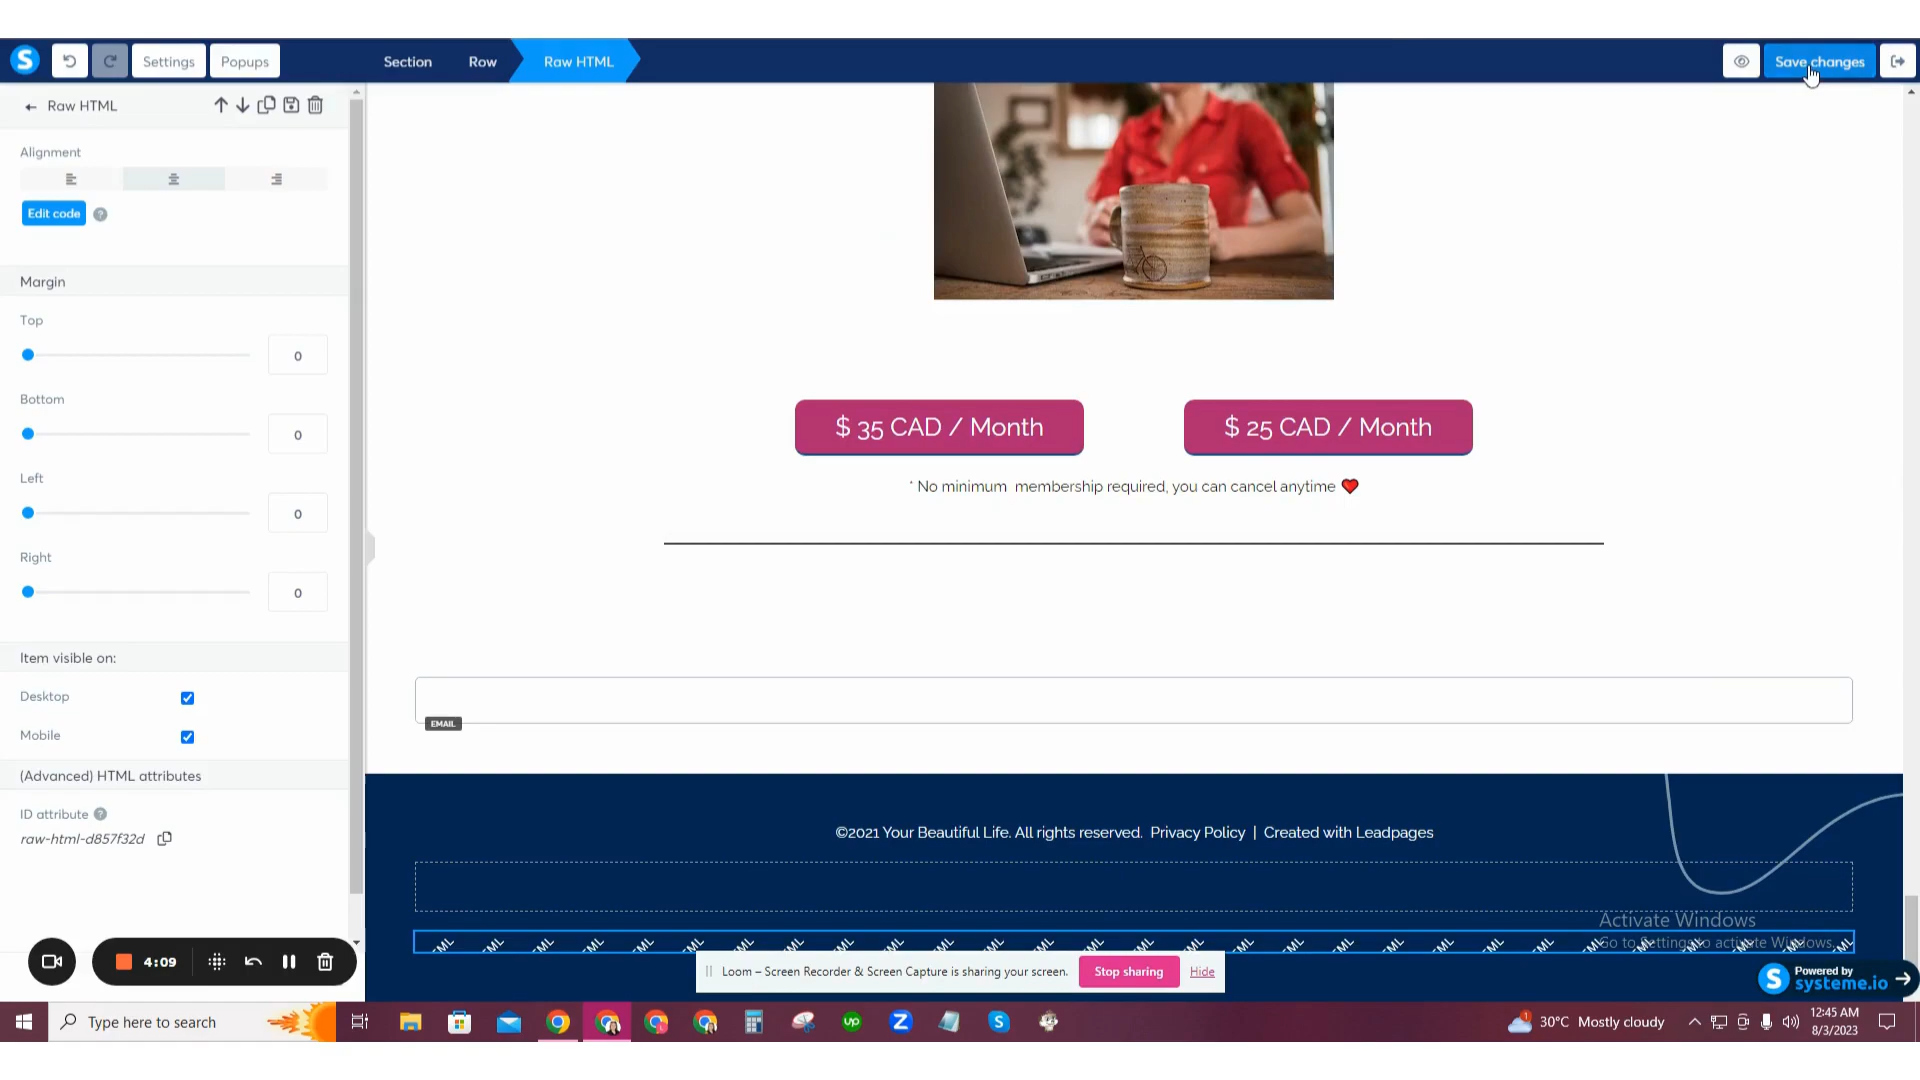 S Settings Popups Section Row Raw HTML Save changes
Raw HTML
Alignment
Edit code ?
Margin
Top
0
Bottom
0
Left
0
Right
0
Item visible on:
Desktop
Mobile
(Advanced) HTML attributes
ID attribute ?
raw-html-d857f32d
$ 35 CAD / Month $ 25 CAD / Month
* No minimum membership required, you can cancel anytime
EMAIL
©2021 Your Beautiful Life. All rights reserved. Privacy Policy | Created with Leadpages
Activate Windows
Go to Settings to activate Windows.
4:09
Loom – Screen Recorder & Screen Capture is sharing your screen. Stop sharing Hide
S Powered by
systeme.io
Type here to search
up Z S
1 30°C Mostly cloudy
12:45 AM
8/3/2023